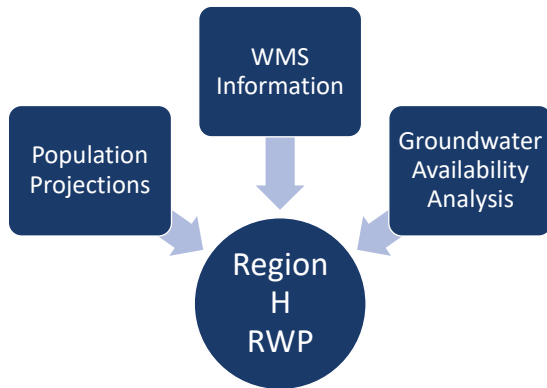 WMS
Information
Population
Projections
Groundwater
Availability
Analysis
Region
H
RWP